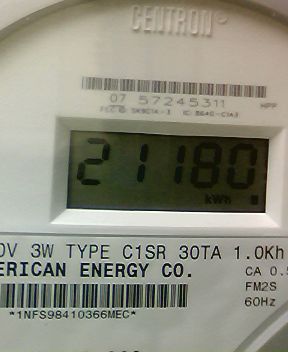 CENTRON
07 57245311
HPP
21180
kWh
0V 3W TYPE C1SR 30TA 1.0Kh
ERICAN ENERGY CO.
CA 0.5
FM2S
60Hz
*1NFS98410366MEC*